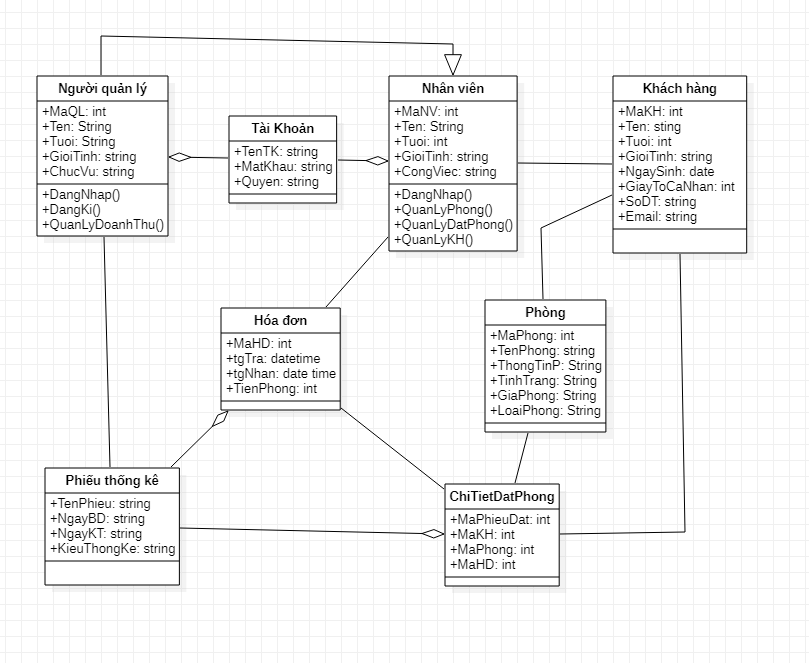 Người quản lý
+MaQL: int
+Ten: String
+Tuoi: String
+GioiTinh: string
+ChucVu: string
+DangNhap()
+DangKi()
+QuanLyDoanhThu()
Tài Khoản
+TenTK: string
+MatKhau: string
+Quyen: string
Nhân viên
+MaNV: int
+Ten: String
+Tuoi: int
+GioiTinh: string
+CongViec: string
+DangNhap()
+QuanLyPhong()
+QuanLyDatPhong()
+QuanLyKH()
Khách hàng
+MaKH: int
+Ten: sting
+Tuoi: int
+GioiTinh: string
+NgaySinh: date
+GiayToCaNhan: int
+SoDT: string
+Email: string
Hóa đơn
+MaHD: int
+tgTra: datetime
+tgNhan: date time
+TienPhong: int
Phòng
+MaPhong: int
+TenPhong: string
+ThongTinP: String
+TinhTrang: String
+GiaPhong: String
+LoaiPhong: String
Phiếu thống kê
+TenPhieu: string
+NgayBD: string
+NgayKT: string
+KieuThongKe: string
ChiTietDatPhong
+MaPhieuDat: int
+MaKH: int
+MaPhong: int
+MaHD: int